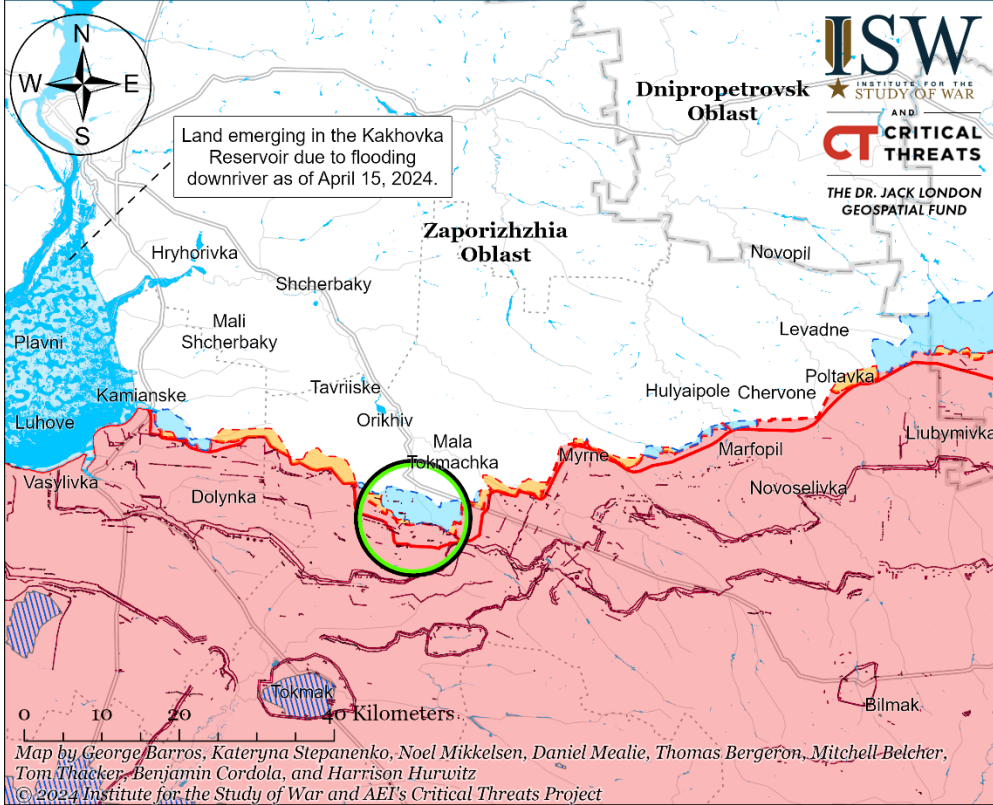 N
W
E
S
ISW
INSTITUTE FOR THE
STUDY OF WAR
AND
CT CRITICAL
THREATS
THE DR. JACK LONDON
GEOSPATIAL FUND
Dnipropetrovsk
Oblast
Land emerging in the Kakhovka
Reservoir due to flooding
downriver as of April 15, 2024.
Zaporizhzhia
Oblast
Hryhorivka
Novopil
Shcherbaky
Mali
Shcherbaky
Levadne
Plavni
Poltavka
Tavriiske
Hulyaipole
Chervone
Kamianske
Orikhiv
Luhove
Liubymivka
Mala
Tokmachka
Myrne
Marfopil
Vasylivka
Dolynka
Novoselivka
Tokmak
Bilmak
0 10 20 40 Kilometers
Map by George Barros, Kateryna Stepanenko, Noel Mikkelsen, Daniel Mealie, Thomas Bergeron, Mitchell Belcher,
Tom Thacker, Benjamin Cordola, and Harrison Hurwitz
© 2024 Institute for the Study of War and AEI's Critical Threats Project